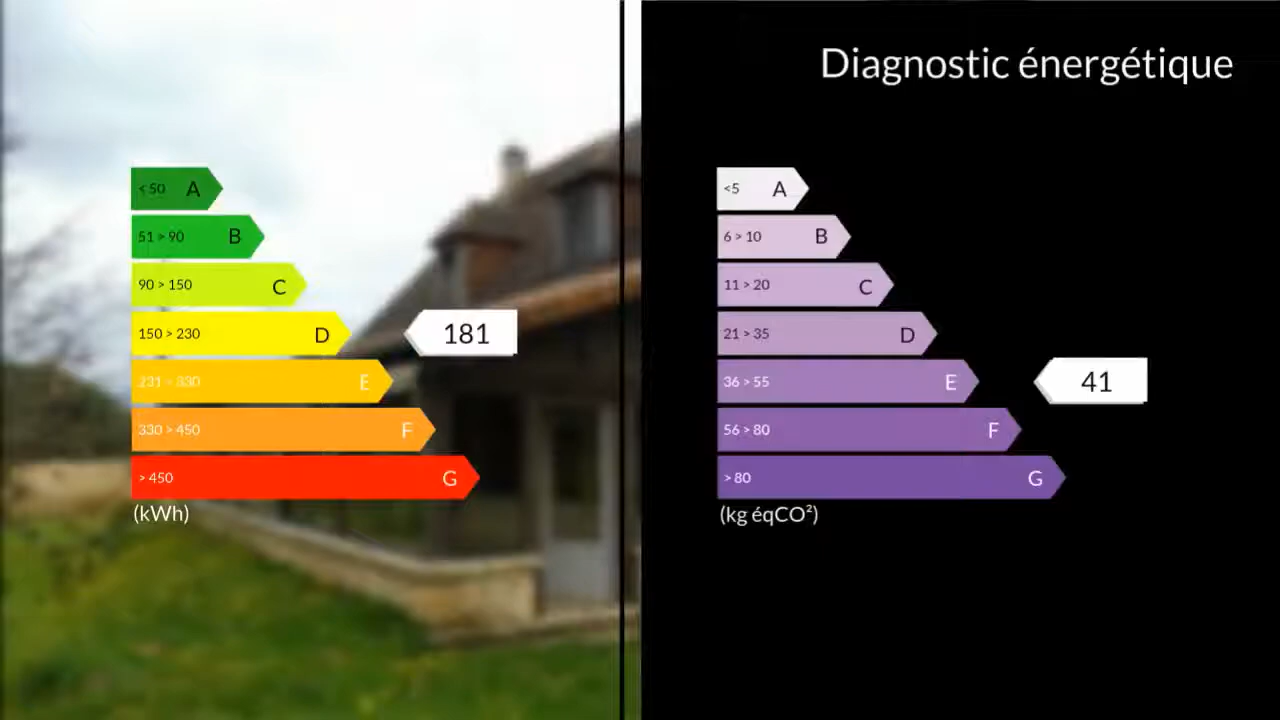 Diagnostic énergétique
< 50 A
51 > 90 B
90 > 150 C
150 > 230 D
181
231 > 330 E
330 > 450 F
> 450 G
(kWh)
<5 A
6 > 10 B
11 > 20 C
21 > 35 D
36 > 55 E
41
56 > 80 F
> 80 G
(kg éqCO²)